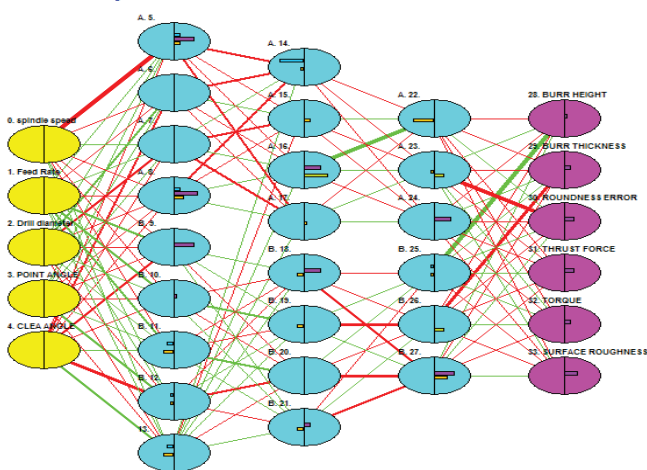 A. 5.
A. 6.
A. 7.
A. 8.
B. 9.
B. 10.
B. 11.
B. 12.
13.
A. 14.
A. 15.
A. 16.
A. 17.
B. 18.
B. 19.
B. 20.
B. 21.
A. 22.
A. 23.
A. 24.
B. 25.
B. 26.
B. 27.
0. spindle speed
1. Feed Rate
2. Drill diameter
3. POINT ANGLE
4. CLEA ANGLE
28. BURR HEIGHT
29. BURR THICKNESS
30. ROUNDNESS ERROR
31. THRUST FORCE
32. TORQUE
33. SURFACE ROUGHNESS